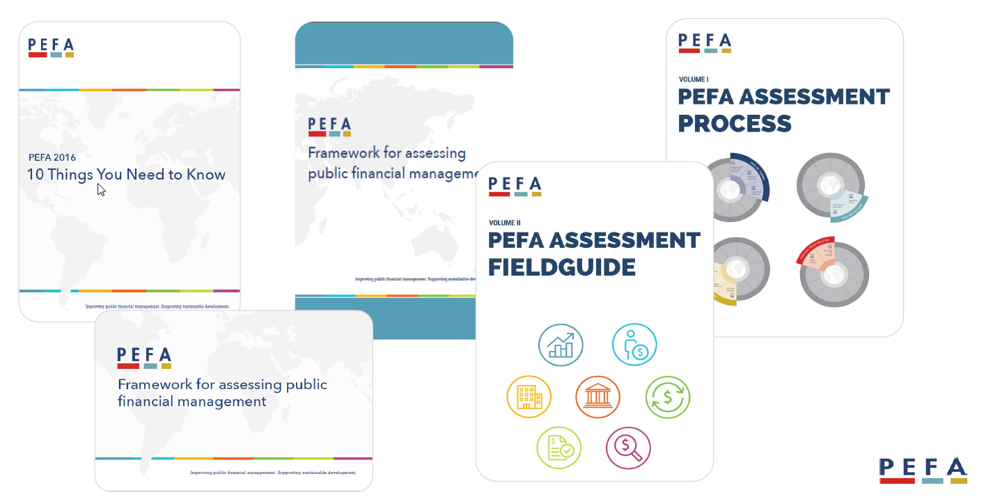 PEFA
PEFA 2016
10 Things You Need to Know
Improving public financial management. Supporting sustainable development.
PEFA
Framework for assessing public
financial management
Improving public financial management. Supporting sustainable development.
PEFA
Framework for assessing
public financial manageme
Improving public financial management. Supporting sustainable dev
PEFA
VOLUME II
PEFA ASSESSMENT
FIELDGUIDE
PEFA
VOLUME I
PEFA ASSESSMENT
PROCESS
PEFA